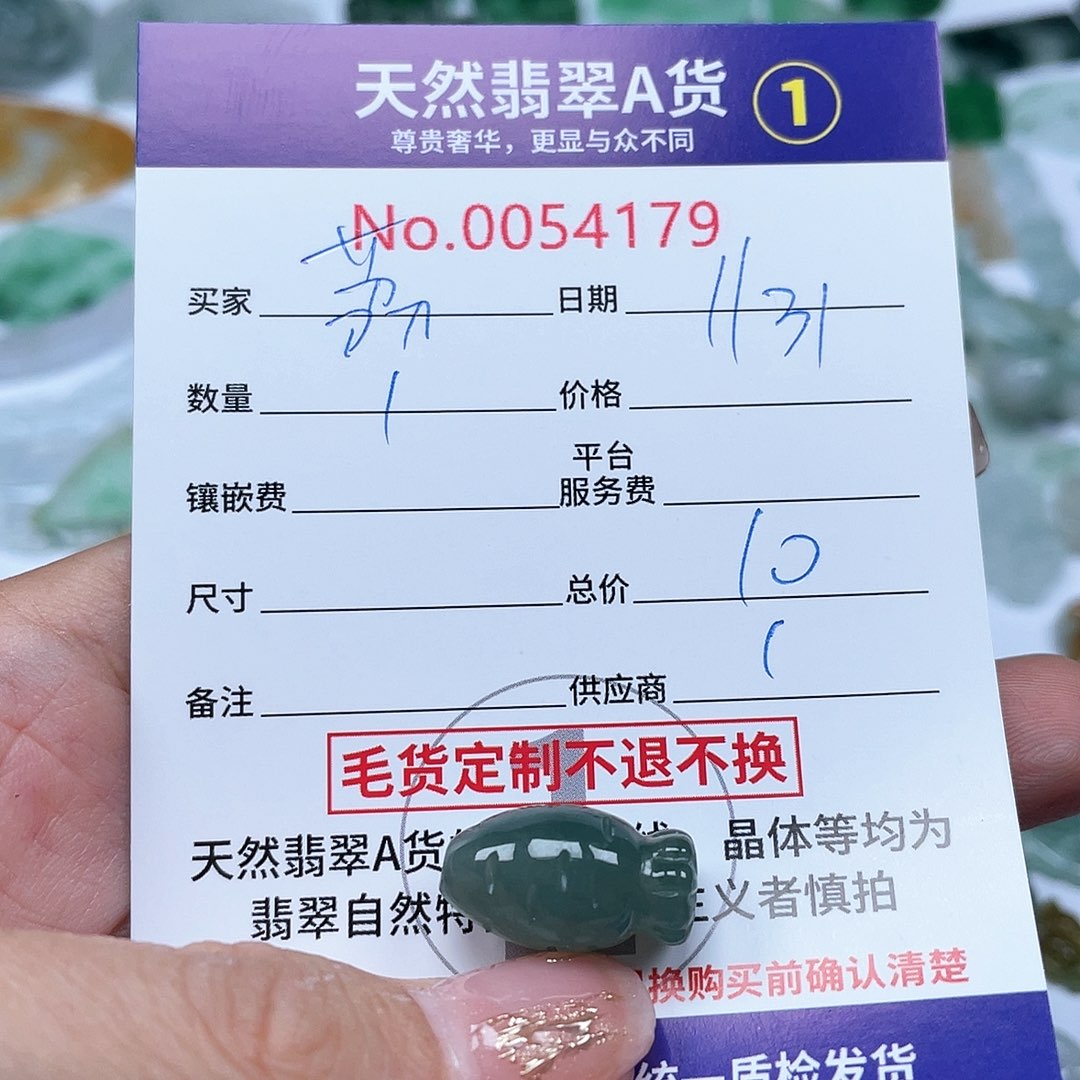 天然翡翠A货 1
尊贵奢华，更显与众不同
No.0054179
买家 日期 1/31
数量 1 价格
镶嵌费 平台服务费
尺寸 总价 10
备注 供应商 1
毛货定制不退不换
天然翡翠A货 晶体等均为
翡翠自然特 主义者慎拍
换购买前确认清楚
统一质检发货